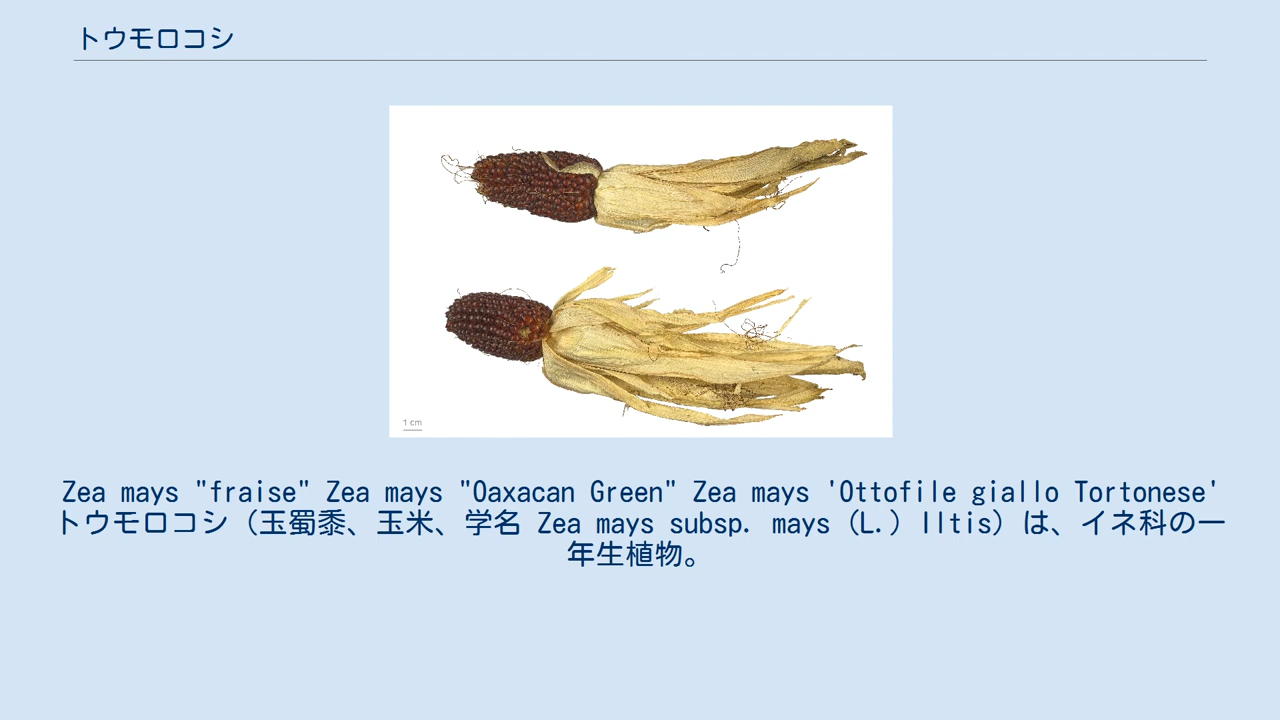 トウモロコシ
1 cm
Zea mays "fraise" Zea mays "Oaxacan Green" Zea mays 'Ottofile giallo Tortonese'
トウモロコシ（玉蜀黍、玉米、学名 Zea mays subsp. mays（L.）Iltis）は、イネ科の一
年生植物。